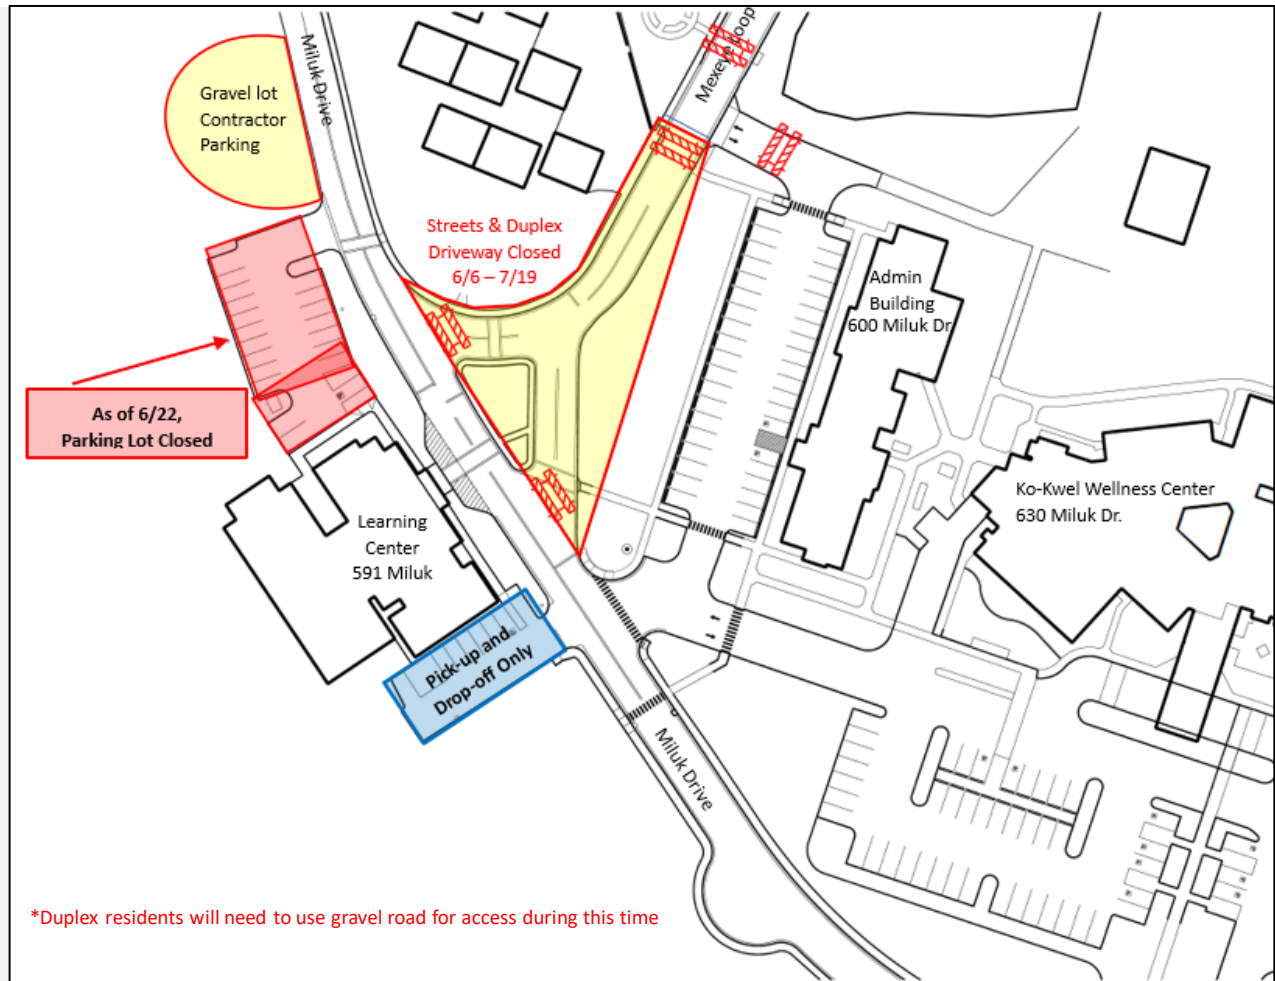 Miluk Drive
Mexeye Loop
Gravel lot
Contractor
Parking
Streets & Duplex
Driveway Closed
6/6 – 7/19
Admin
Building
600 Miluk Dr
As of 6/22,
Parking Lot Closed
Ko-Kwel Wellness Center
630 Miluk Dr.
Learning
Center
591 Miluk
Pick-up and
Drop-off Only
Miluk Drive
*Duplex residents will need to use gravel road for access during this time